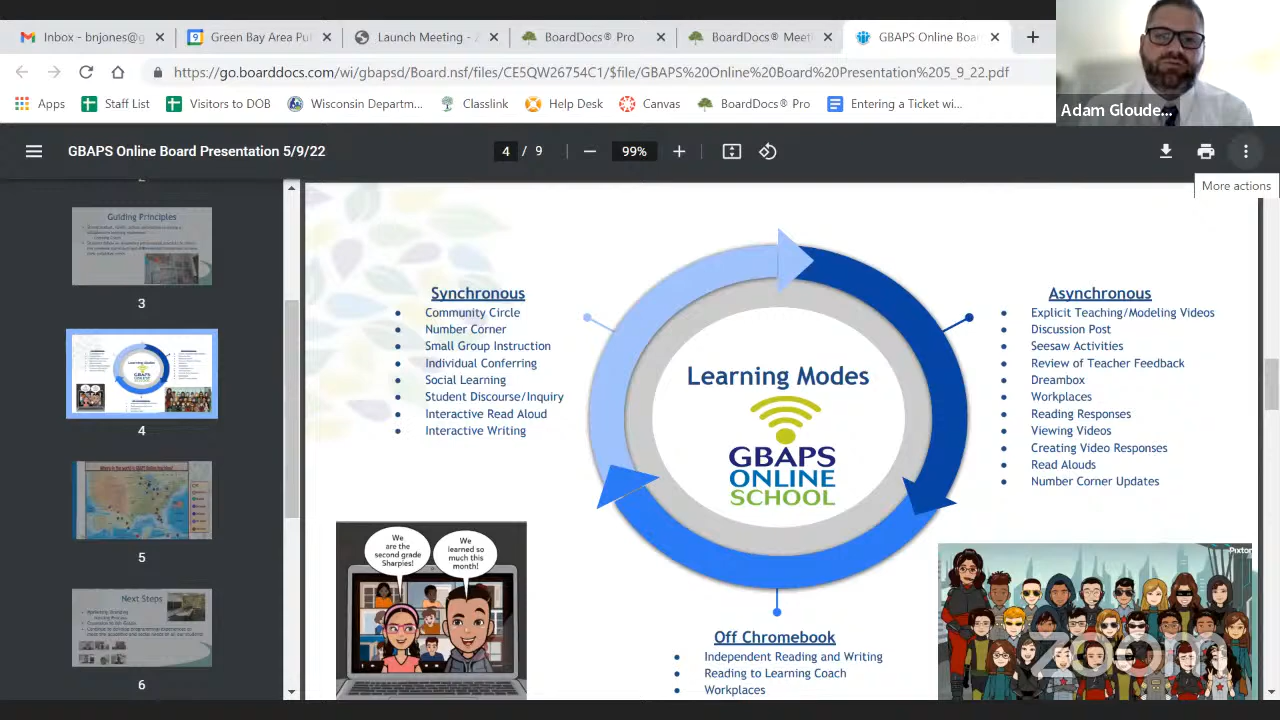 Inbox - bnjones@g
Green Bay Area Pul
Launch Meeting - Z
BoardDocs® Pro
BoardDocs® Meet
GBAPS Online Boar
https://go.boarddocs.com/wi/gbapsd/Board.nsf/files/CE5QW26754C1/$file/GBAPS%20Online%20Board%20Presentation%205_9_22.pdf
Apps
Staff List
Visitors to DOB
Wisconsin Departm...
Classlink
Help Desk
Canvas
BoardDocs® Pro
Entering a Ticket wi...
Adam Gloude...
GBAPS Online Board Presentation 5/9/22
4 / 9
99%
More actions
2
Guiding Principles
3
Learning Modes
4
5
Next Steps
6
Synchronous
Community Circle
Number Corner
Small Group Instruction
Individual Conferring
Social Learning
Student Discourse/Inquiry
Interactive Read Aloud
Interactive Writing
Learning Modes
GBAPS
ONLINE
SCHOOL
Asynchronous
Explicit Teaching/Modeling Videos
Discussion Post
Seesaw Activities
Review of Teacher Feedback
Dreambox
Workplaces
Reading Responses
Viewing Videos
Creating Video Responses
Read Alouds
Number Corner Updates
We
are the
second grade
Sharpies!
We
learned so
much this
month!
Off Chromebook
Independent Reading and Writing
Reading to Learning Coach
Workplaces
Pixton
zoom